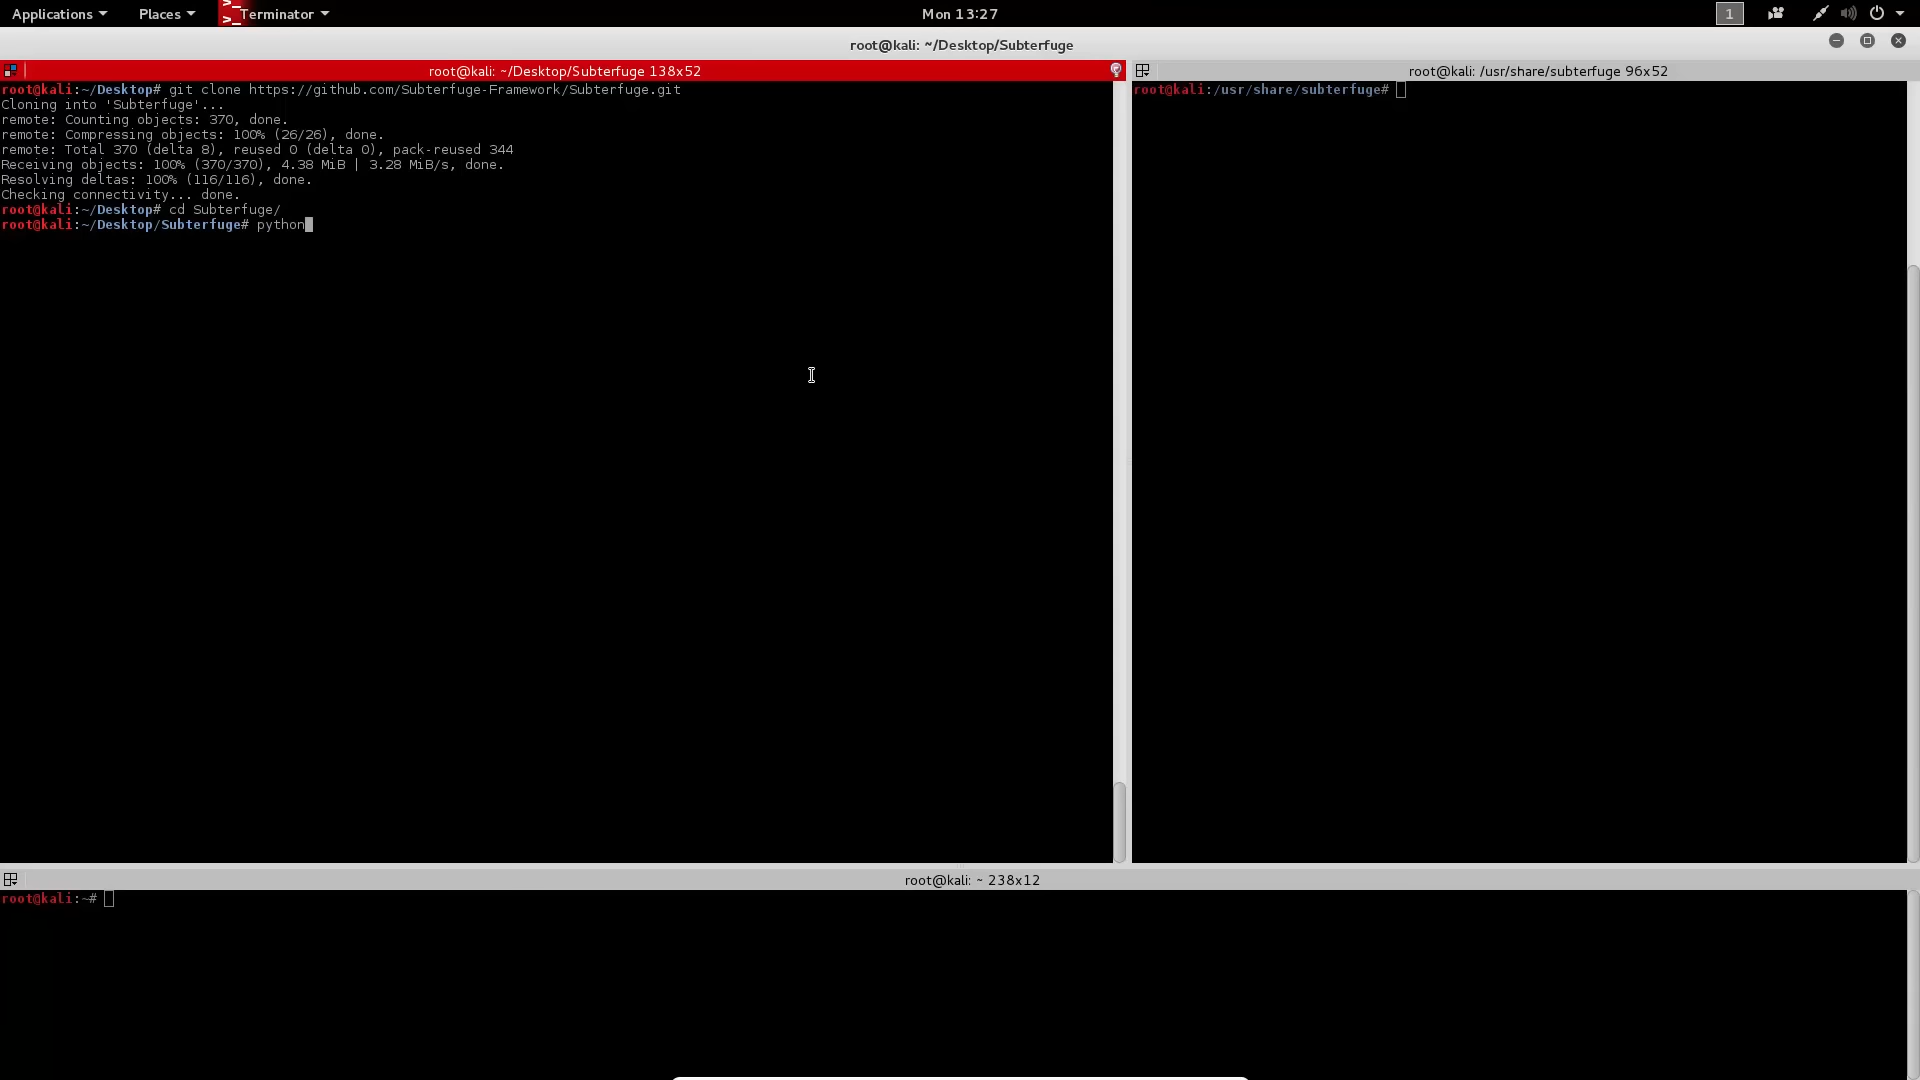 Applications Places Terminator Mon 13:27 1
root@kali: ~/Desktop/Subterfuge
root@kali: ~/Desktop/Subterfuge 138x52
root@kali:~/Desktop# git clone https://github.com/Subterfuge-Framework/Subterfuge.git
Cloning into 'Subterfuge'...
remote: Counting objects: 370, done.
remote: Compressing objects: 100% (26/26), done.
remote: Total 370 (delta 8), reused 0 (delta 0), pack-reused 344
Receiving objects: 100% (370/370), 4.38 MiB | 3.28 MiB/s, done.
Resolving deltas: 100% (116/116), done.
Checking connectivity... done.
root@kali:~/Desktop# cd Subterfuge/
root@kali:~/Desktop/Subterfuge# python
root@kali: /usr/share/subterfuge 96x52
root@kali:/usr/share/subterfuge#
root@kali: ~ 238x12
root@kali:~#